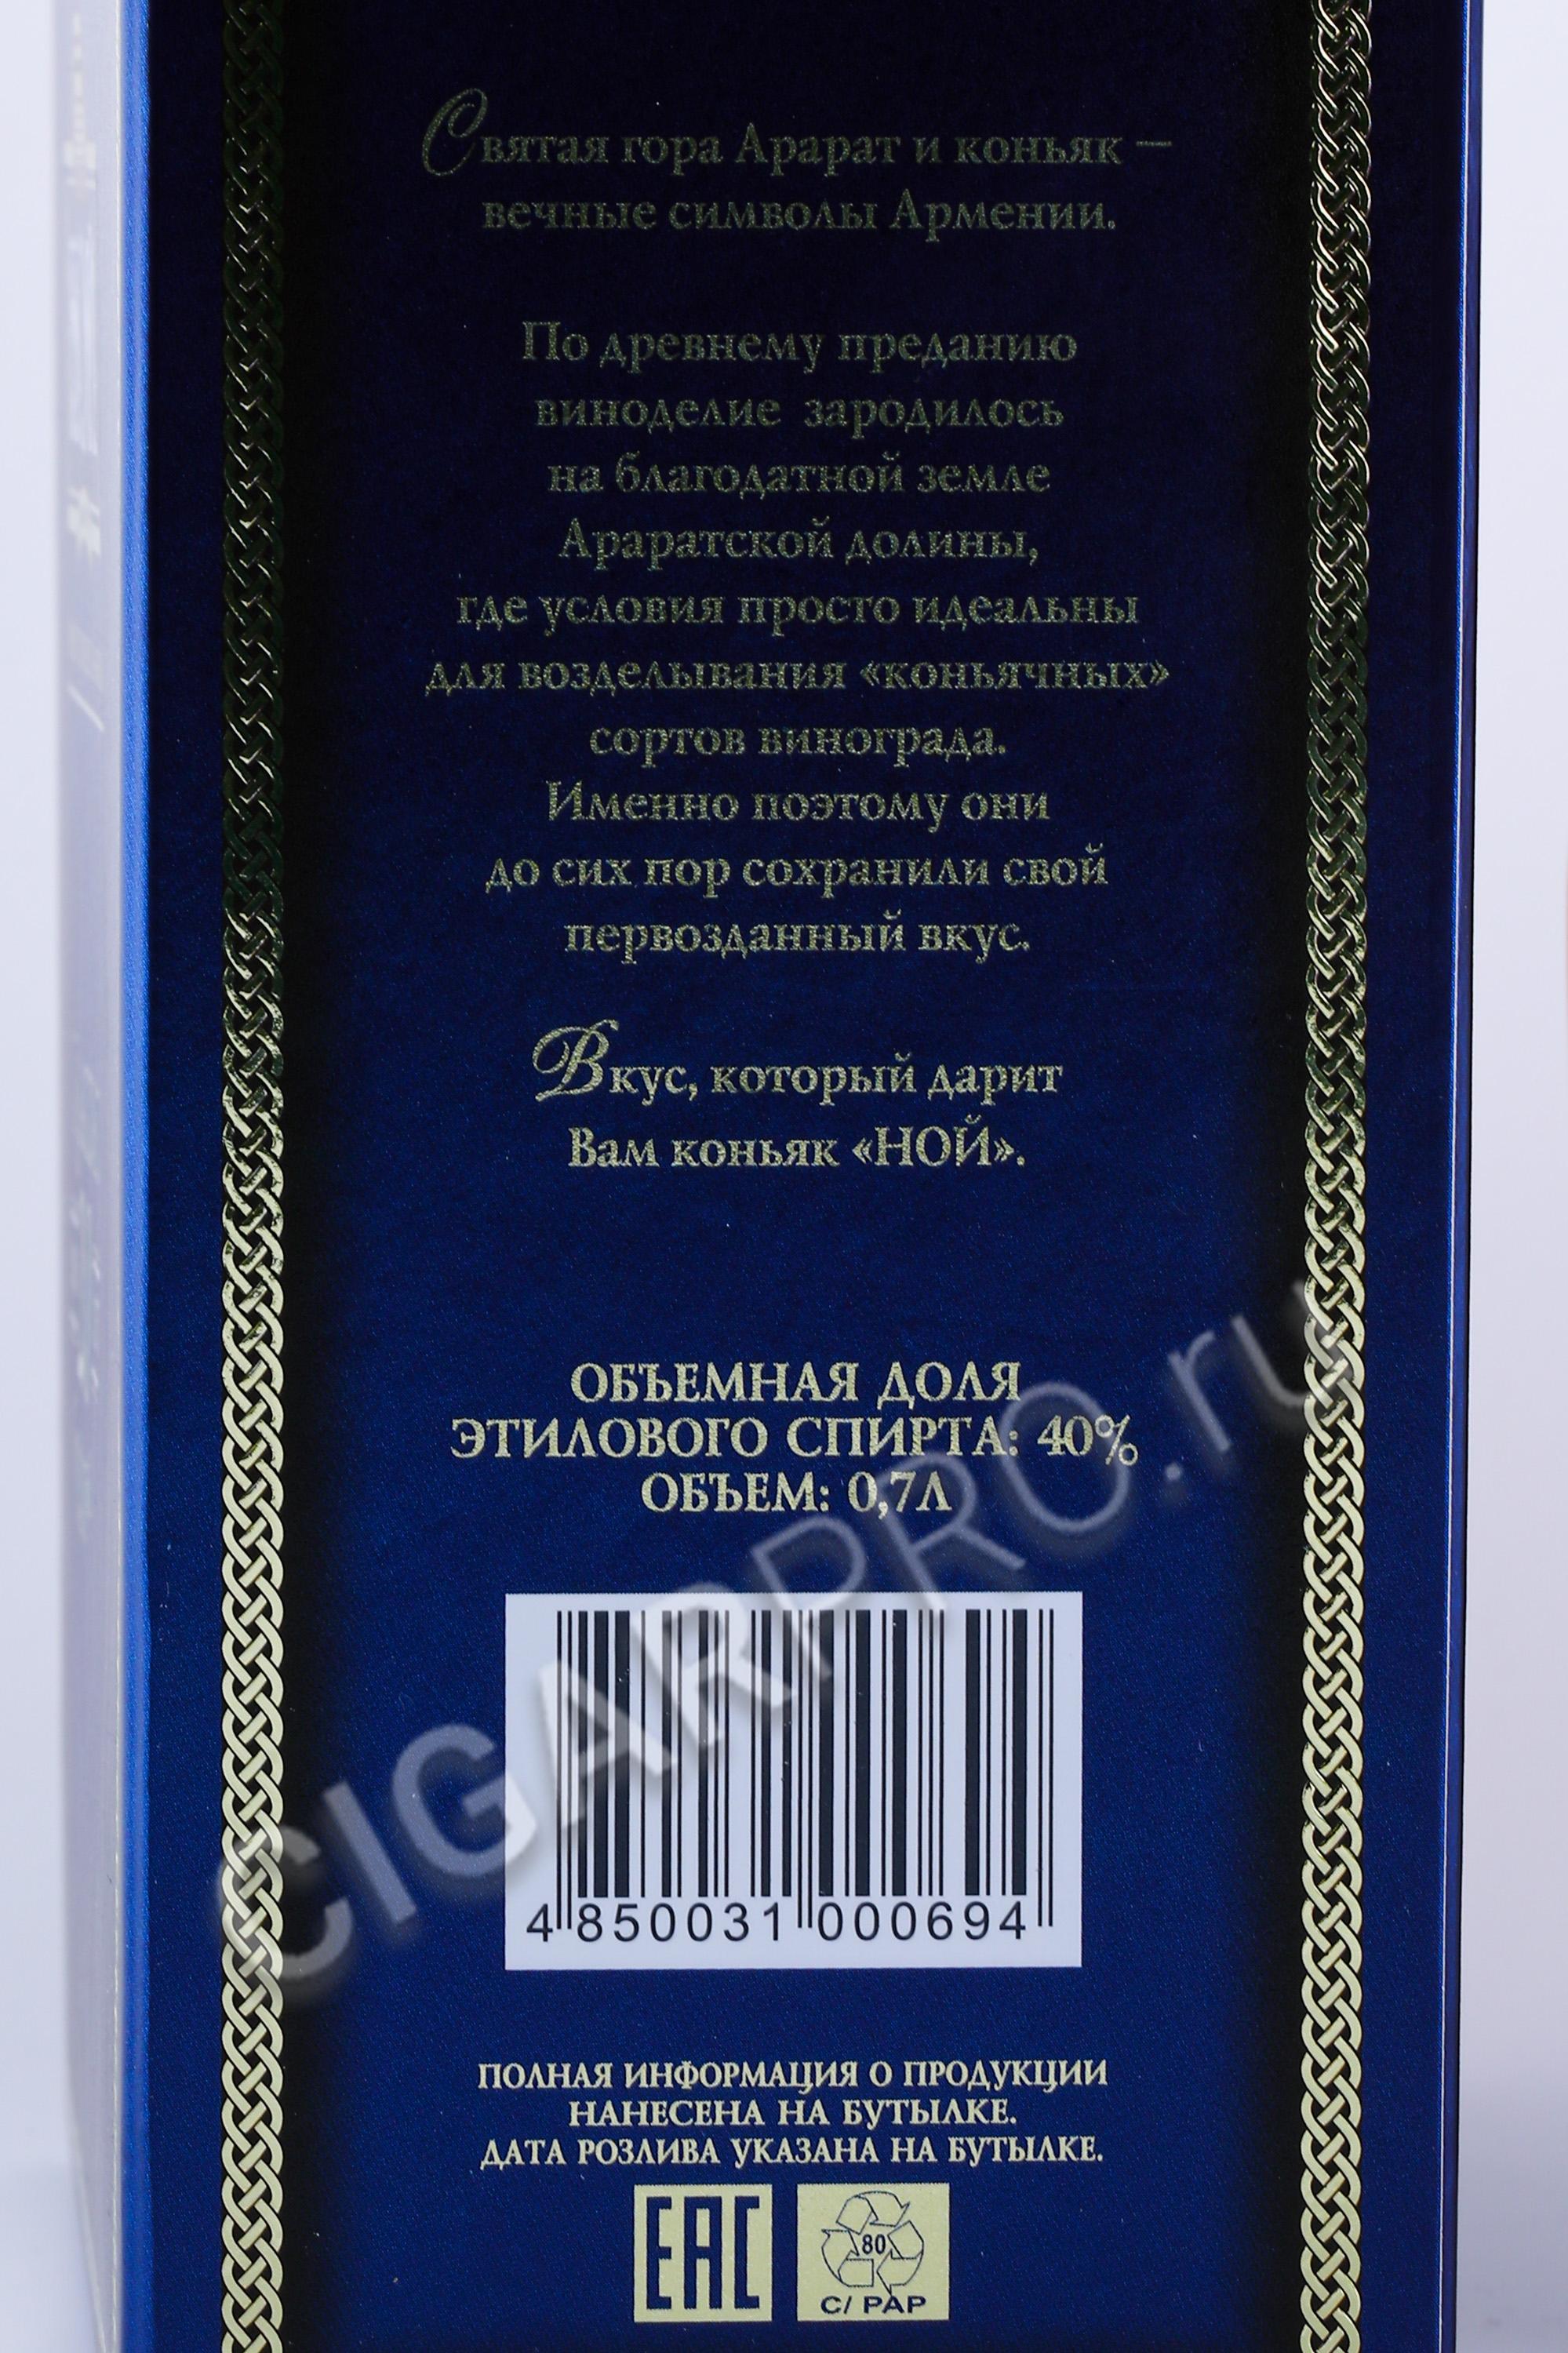 Святая гора Арарат и коньяк —
вечные символы Армении.
По древнему преданию
виноделие зародилось
на благодатной земле
Араратской долины,
где условия просто идеальны
для возделывания «коньячных»
сортов винограда.
Именно поэтому они
до сих пор сохранили свой
первозданный вкус.
Вкус, который дарит
Вам коньяк «НОЙ».
ОБЪЕМНАЯ ДОЛЯ
ЭТИЛОВОГО СПИРТА: 40%
ОБЪЕМ: 0,7Л
CIGARPRO.ru
4 850031 000694
ПОЛНАЯ ИНФОРМАЦИЯ О ПРОДУКЦИИ
НАНЕСЕНА НА БУТЫЛКЕ.
ДАТА РОЗЛИВА УКАЗАНА НА БУТЫЛКЕ.
EAC
80
C/ PAP